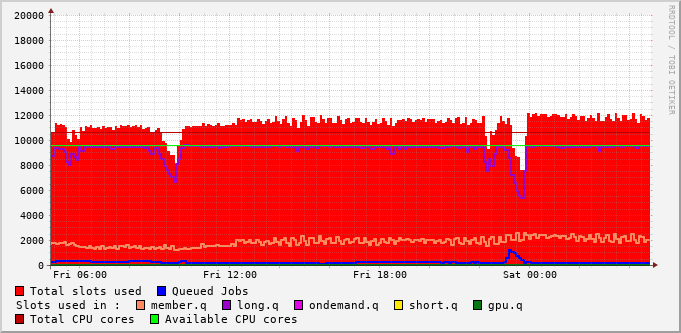 20000
18000
16000
14000
12000
10000
8000
6000
4000
2000
0
Fri 06:00 Fri 12:00 Fri 18:00 Sat 00:00
RRDTOOL / TOBI OETIKER
Total slots used Queued Jobs
Slots used in : member.q long.q ondemand.q short.q gpu.q
Total CPU cores Available CPU cores